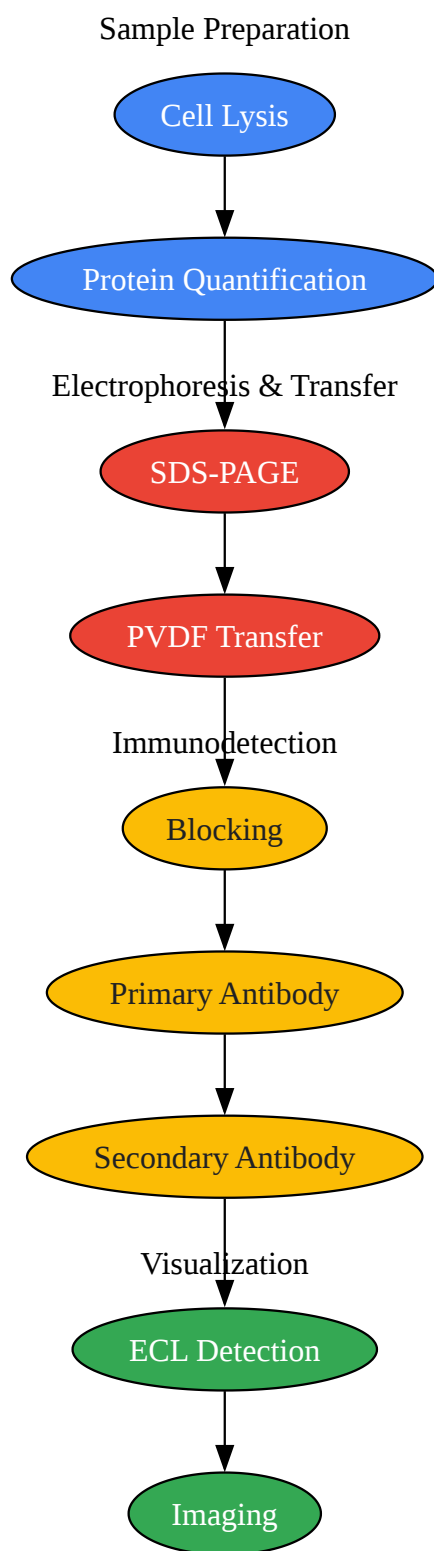 Sample Preparation
Cell Lysis
Protein Quantification
Electrophoresis & Transfer
SDS-PAGE
PVDF Transfer
Immunodetection
Blocking
Primary Antibody
Secondary Antibody
Visualization
ECL Detection
Imaging